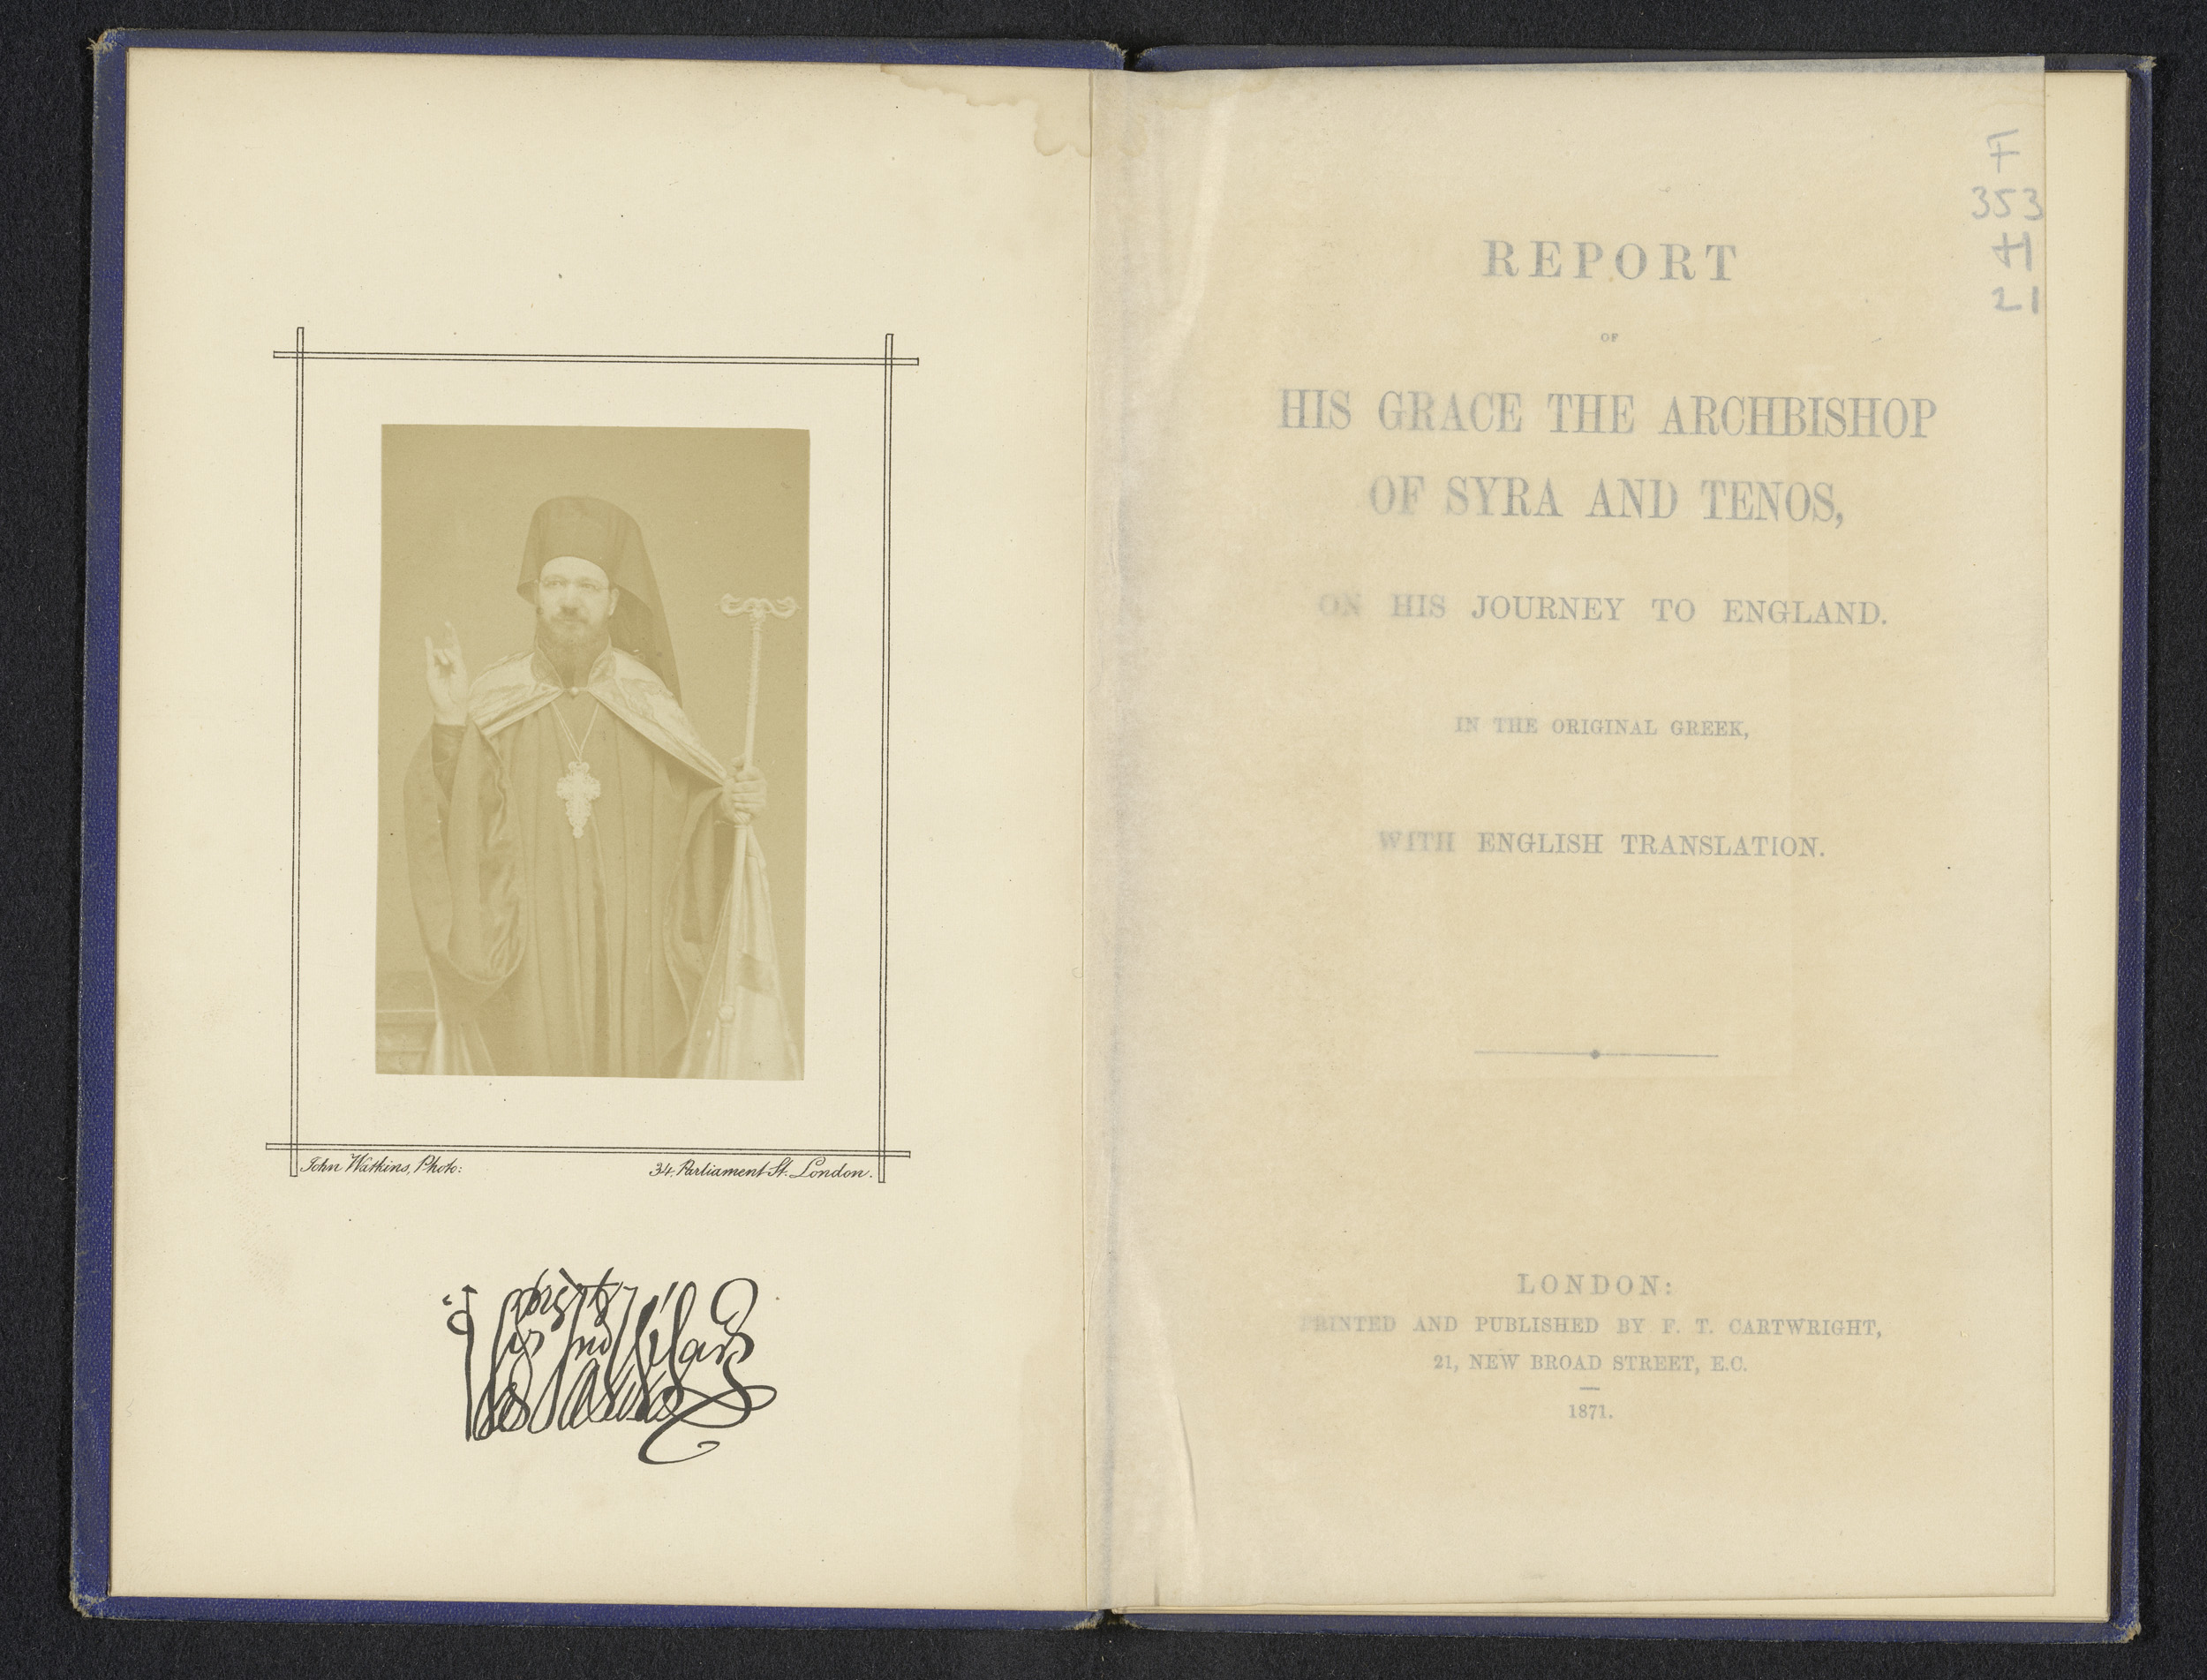 John Watkins, Photo:
34. Parliament St. London.
F
353
H
21
REPORT
OF
HIS GRACE THE ARCHBISHOP
OF SYRA AND TENOS,
ON HIS JOURNEY TO ENGLAND.
IN THE ORIGINAL GREEK,
WITH ENGLISH TRANSLATION.
LONDON:
PRINTED AND PUBLISHED BY F. T. CARTWRIGHT,
21, NEW BROAD STREET, E.C.
1871.